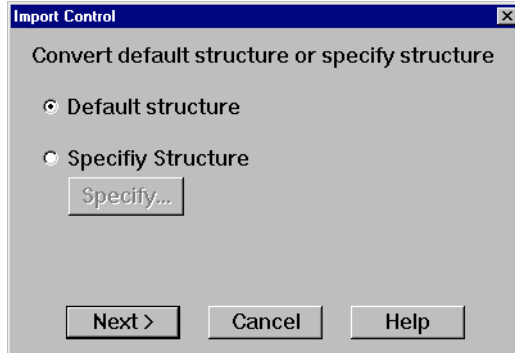 Import Control
Convert default structure or specify structure
Default structure
Specifiy Structure
Specify...
Next > Cancel Help